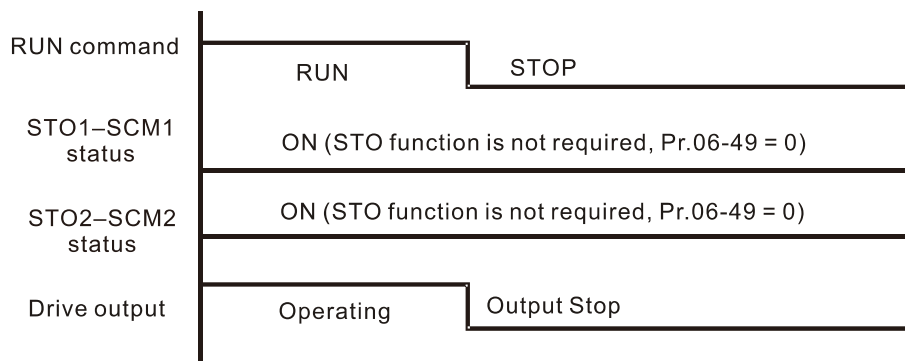 RUN command
RUN
STOP
STO1–SCM1
status
ON (STO function is not required, Pr.06-49 = 0)
STO2–SCM2
status
ON (STO function is not required, Pr.06-49 = 0)
Drive output
Operating
Output Stop